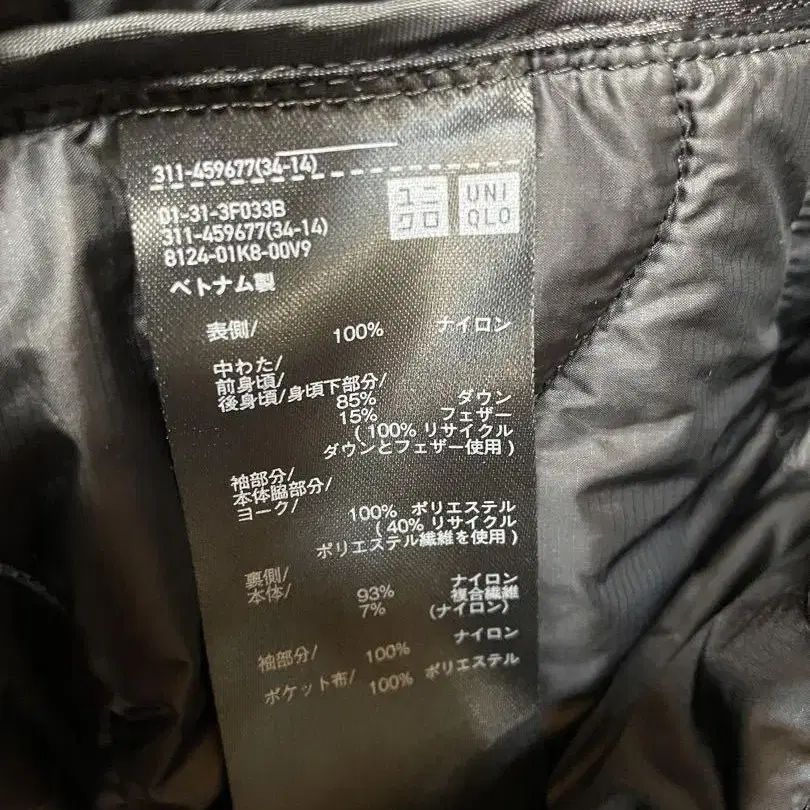 311-459677(34-14)
01-31-3F033B
311-459677(34-14)
8124-01K8-00V9
ユニ
クロ
UNI
QLO
ベトナム製
表側/ 100% ナイロン
中わた/
前身頃/
後身頃/身頃下部分/
85% ダウン
15% フェザー
(100% リサイクル
ダウンとフェザー使用)
袖部分/
本体脇部分/
ヨーク/ 100% ポリエステル
(40% リサイクル
ポリエステル繊維を使用)
裏側/ ナイロン
本体/ 93% 複合繊維
7% (ナイロン)
ナイロン
袖部分/ 100%
ポケット布/ 100% ポリエステル